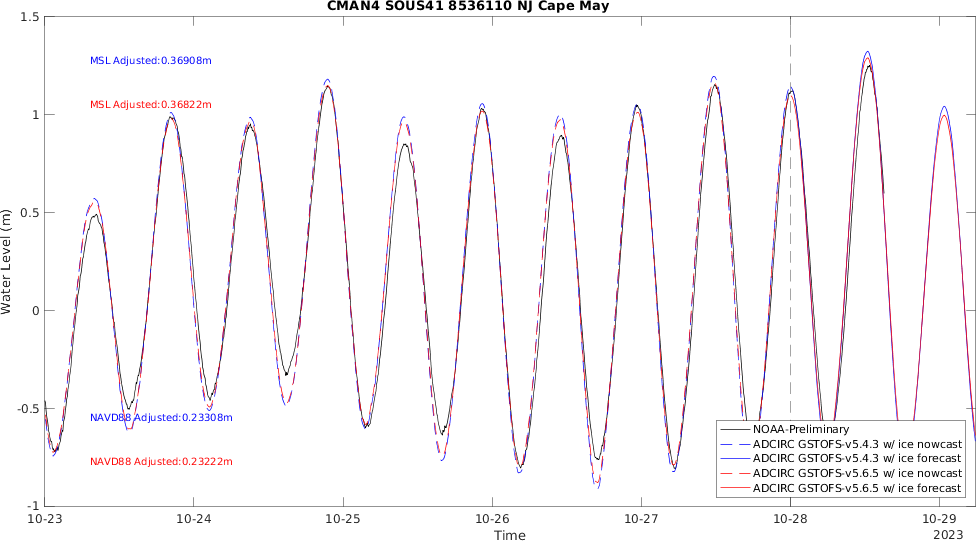 CMAN4 SOUS41 8536110 NJ Cape May
1.5
1
0.5
0
-0.5
-1
Water Level (m)
MSL Adjusted:0.36908m
MSL Adjusted:0.36822m
NAVD88 Adjusted:0.23308m
NAVD88 Adjusted:0.23222m
NOAA-Preliminary
ADCIRC GSTOFS-v5.4.3 w/ ice nowcast
ADCIRC GSTOFS-v5.4.3 w/ ice forecast
ADCIRC GSTOFS-v5.6.5 w/ ice nowcast
ADCIRC GSTOFS-v5.6.5 w/ ice forecast
10-23 10-24 10-25 10-26 10-27 10-28 10-29
Time
2023